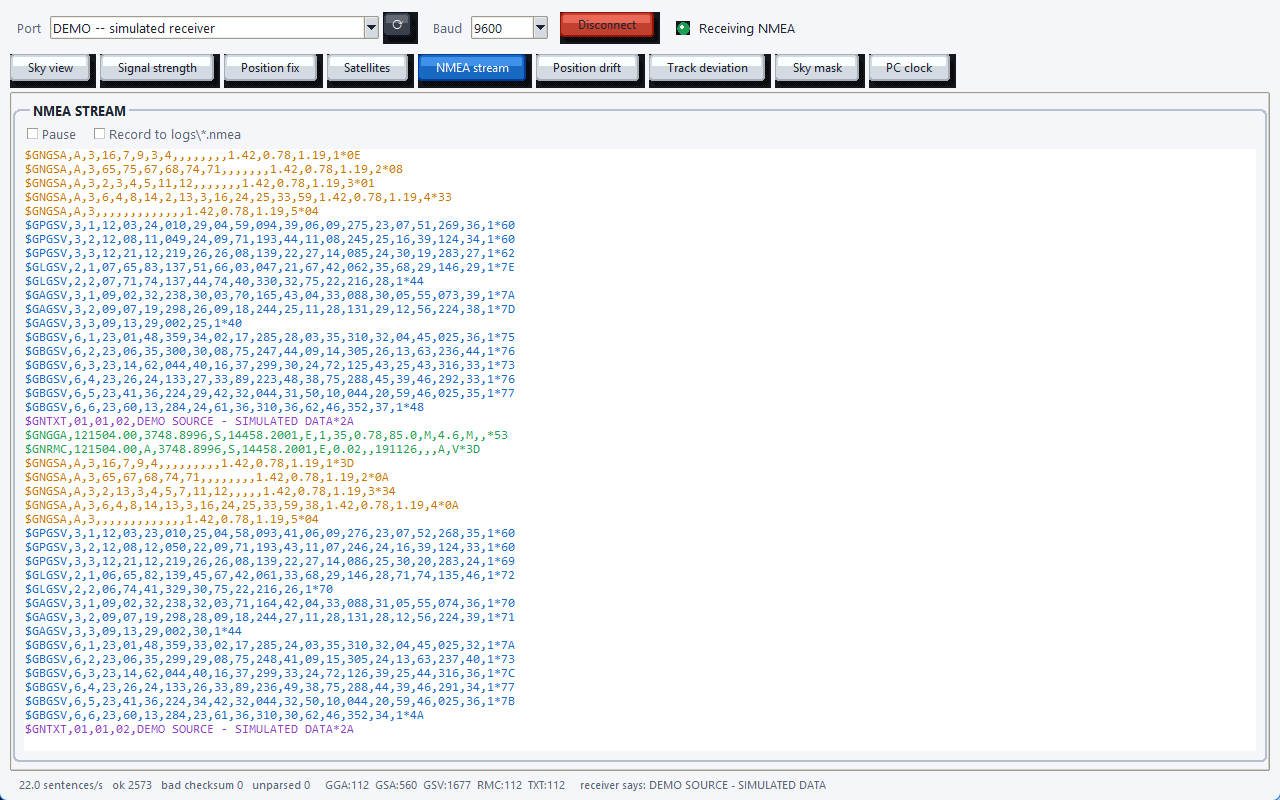 Port DEMO -- simulated receiver Baud 9600 Disconnect Receiving NMEA
Sky view Signal strength Position fix Satellites NMEA stream Position drift Track deviation Sky mask PC clock
NMEA STREAM
Pause Record to logs\*.nmea
$GNGSA,A,3,16,7,9,3,4,,,,,,,,1.42,0.78,1.19,1*0E
$GNGSA,A,3,65,75,67,68,74,71,,,,,,,1.42,0.78,1.19,2*08
$GNGSA,A,3,2,3,4,5,11,12,,,,,,,1.42,0.78,1.19,3*01
$GNGSA,A,3,6,4,8,14,2,13,3,16,24,25,33,59,1.42,0.78,1.19,4*33
$GNGSA,A,3,,,,,,,,,,,,,1.42,0.78,1.19,5*04
$GPGSV,3,1,12,03,24,010,29,04,59,094,39,06,09,275,23,07,51,269,36,1*60
$GPGSV,3,2,12,08,11,049,24,09,71,193,44,11,08,245,25,16,39,124,34,1*60
$GPGSV,3,3,12,21,12,219,26,26,08,139,22,27,14,085,24,30,19,283,27,1*62
$GLGSV,2,1,07,65,83,137,51,66,03,047,21,67,42,062,35,68,29,146,29,1*7E
$GLGSV,2,2,07,71,74,137,44,74,40,330,32,75,22,216,28,1*44
$GAGSV,3,1,09,02,32,238,30,03,70,165,43,04,33,088,30,05,55,073,39,1*7A
$GAGSV,3,2,09,07,19,298,26,09,18,244,25,11,28,131,29,12,56,224,38,1*7D
$GAGSV,3,3,09,13,29,002,25,1*40
$GBGSV,6,1,23,01,48,359,34,02,17,285,28,03,35,310,32,04,45,025,36,1*75
$GBGSV,6,2,23,06,35,300,30,08,75,247,44,09,14,305,26,13,63,236,44,1*76
$GBGSV,6,3,23,14,62,044,40,16,37,299,30,24,72,125,43,25,43,316,33,1*73
$GBGSV,6,4,23,26,24,133,27,33,89,223,48,38,75,288,45,39,46,292,33,1*76
$GBGSV,6,5,23,41,36,224,29,42,32,044,31,50,10,044,20,59,46,025,35,1*77
$GBGSV,6,6,23,60,13,284,24,61,36,310,36,62,46,352,37,1*48
$GNTXT,01,01,02,DEMO SOURCE - SIMULATED DATA*2A
$GNGGA,121504.00,3748.8996,S,14458.2001,E,1,35,0.78,85.0,M,4.6,M,,*53
$GNRMC,121504.00,A,3748.8996,S,14458.2001,E,0.02,,191126,,,A,V*3D
$GNGSA,A,3,16,7,9,4,,,,,,,,,1.42,0.78,1.19,1*3D
$GNGSA,A,3,65,67,68,74,71,,,,,,,,1.42,0.78,1.19,2*0A
$GNGSA,A,3,2,13,3,4,5,7,11,12,,,,,1.42,0.78,1.19,3*34
$GNGSA,A,3,6,4,8,14,13,3,16,24,25,33,59,38,1.42,0.78,1.19,4*0A
$GNGSA,A,3,,,,,,,,,,,,,1.42,0.78,1.19,5*04
$GPGSV,3,1,12,03,23,010,25,04,58,093,41,06,09,276,23,07,52,268,35,1*60
$GPGSV,3,2,12,08,12,050,22,09,71,193,43,11,07,246,24,16,39,124,33,1*60
$GPGSV,3,3,12,21,12,219,26,26,08,139,22,27,14,086,25,30,20,283,24,1*69
$GLGSV,2,1,06,65,82,139,45,67,42,061,33,68,29,146,28,71,74,135,46,1*72
$GLGSV,2,2,06,74,41,329,30,75,22,216,26,1*70
$GAGSV,3,1,09,02,32,238,32,03,71,164,42,04,33,088,31,05,55,074,36,1*70
$GAGSV,3,2,09,07,19,298,28,09,18,244,27,11,28,131,28,12,56,224,39,1*71
$GAGSV,3,3,09,13,29,002,30,1*44
$GBGSV,6,1,23,01,48,359,33,02,17,285,24,03,35,310,32,04,45,025,32,1*7A
$GBGSV,6,2,23,06,35,299,29,08,75,248,41,09,15,305,24,13,63,237,40,1*73
$GBGSV,6,3,23,14,62,044,40,16,37,299,33,24,72,126,39,25,44,316,36,1*7C
$GBGSV,6,4,23,26,24,133,26,33,89,236,49,38,75,288,44,39,46,291,34,1*77
$GBGSV,6,5,23,41,36,224,34,42,32,044,32,50,10,044,20,59,46,025,36,1*7B
$GBGSV,6,6,23,60,13,284,23,61,36,310,30,62,46,352,34,1*4A
$GNTXT,01,01,02,DEMO SOURCE - SIMULATED DATA*2A
22.0 sentences/s ok 2573 bad checksum 0 unparsed 0 GGA:112 GSA:560 GSV:1677 RMC:112 TXT:112 receiver says: DEMO SOURCE - SIMULATED DATA